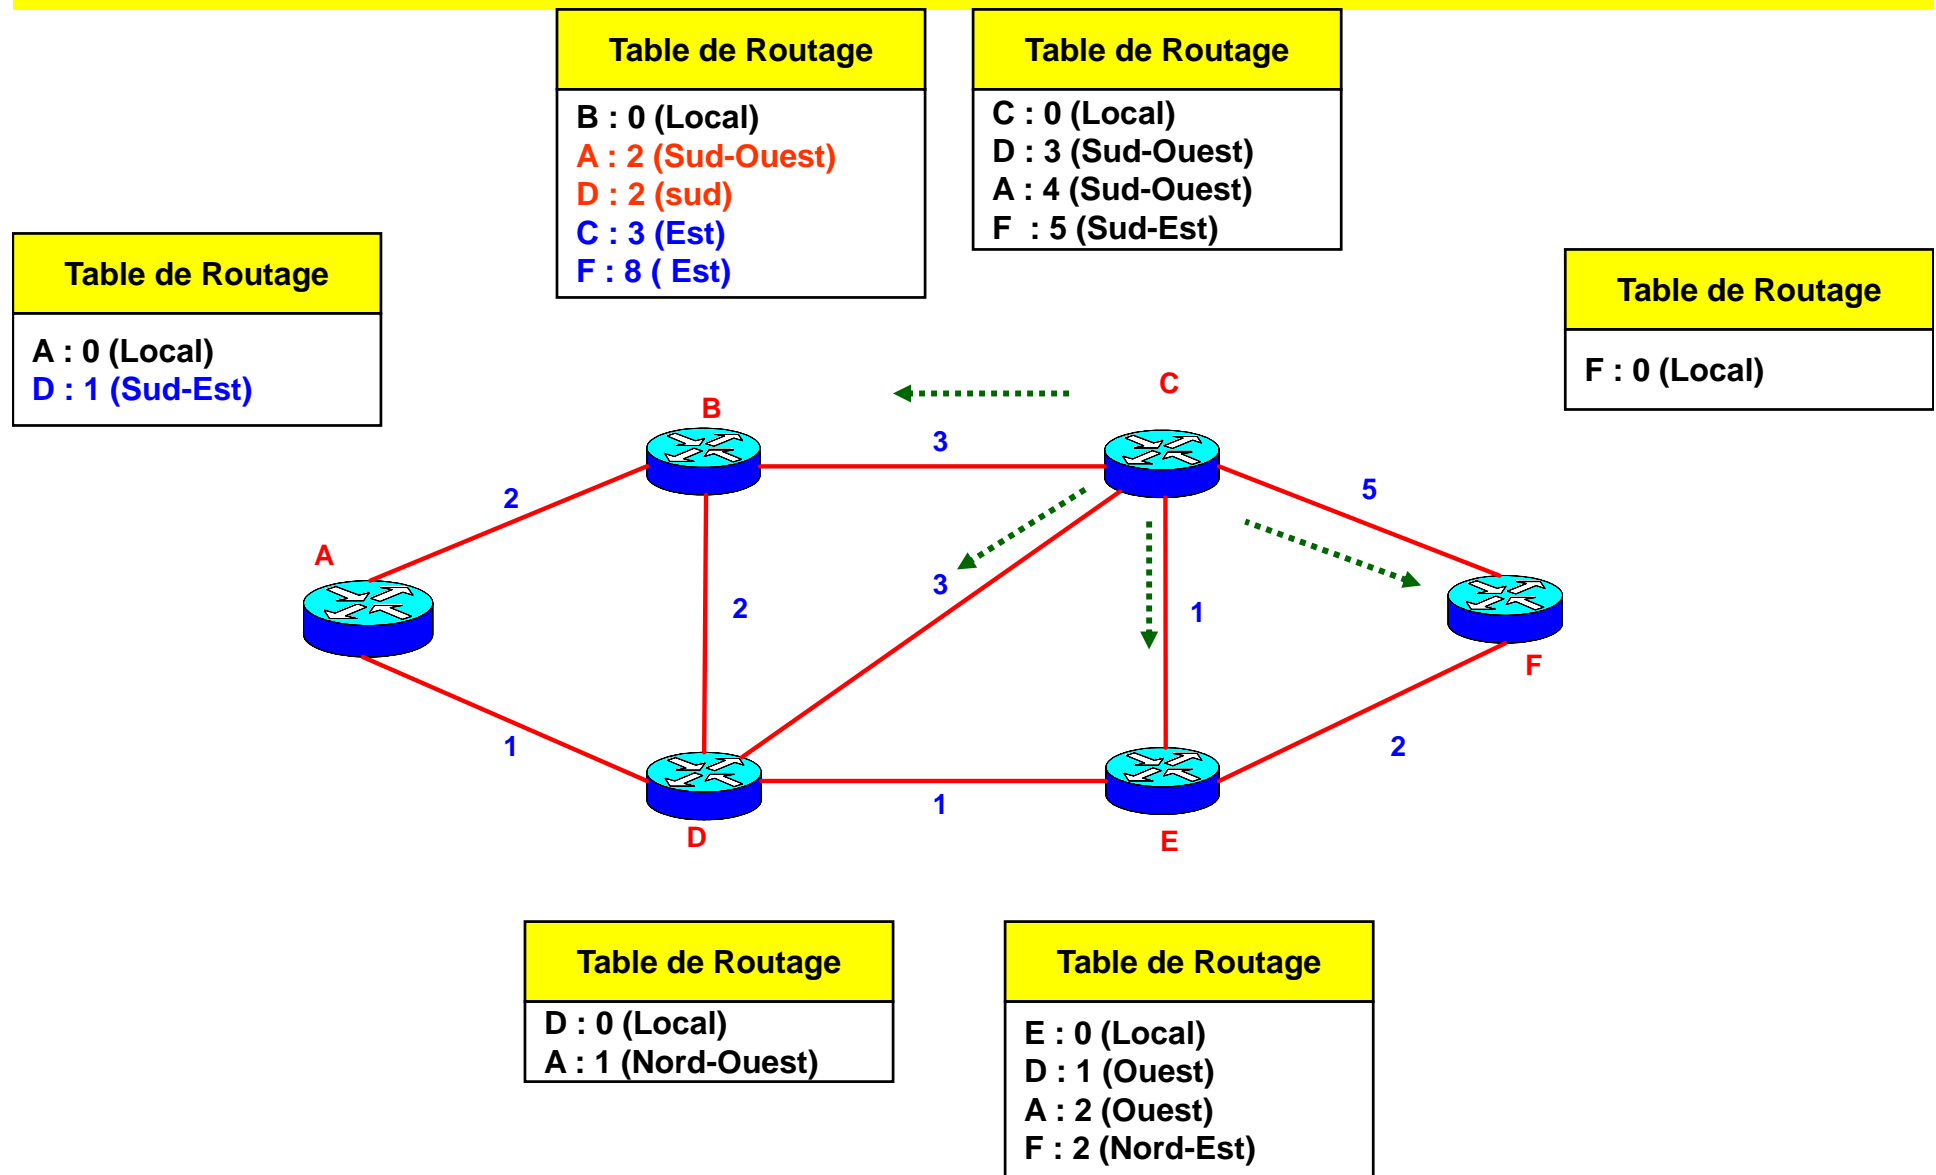 Table de Routage
B : 0 (Local)
A : 2 (Sud-Ouest)
D : 2 (sud)
C : 3 (Est)
F : 8 ( Est)
Table de Routage
C : 0 (Local)
D : 3 (Sud-Ouest)
A : 4 (Sud-Ouest)
F : 5 (Sud-Est)
Table de Routage
A : 0 (Local)
D : 1 (Sud-Est)
Table de Routage
F : 0 (Local)
C
B
3
5
2
A
3
2
1
F
1
2
1
D
E
Table de Routage
D : 0 (Local)
A : 1 (Nord-Ouest)
Table de Routage
E : 0 (Local)
D : 1 (Ouest)
A : 2 (Ouest)
F : 2 (Nord-Est)